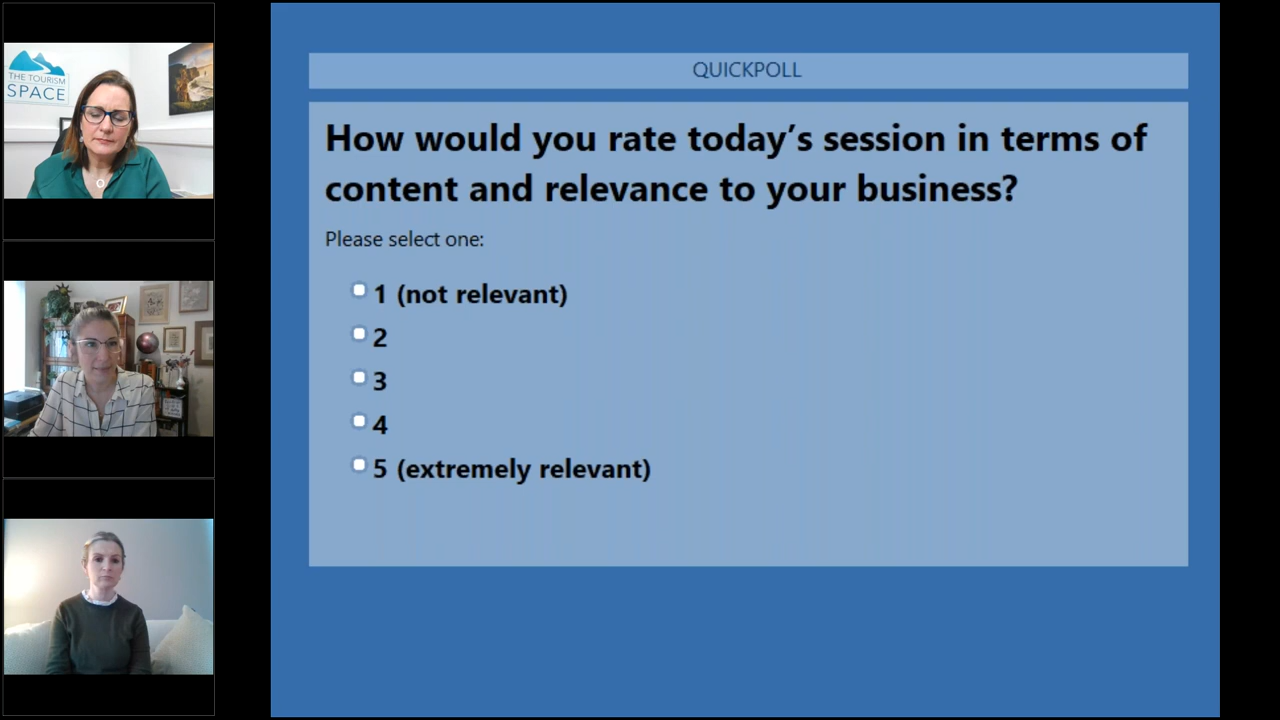 THE TOURISM
SPACE
QUICKPOLL
How would you rate today’s session in terms of
content and relevance to your business?
Please select one:
1 (not relevant)
2
3
4
5 (extremely relevant)